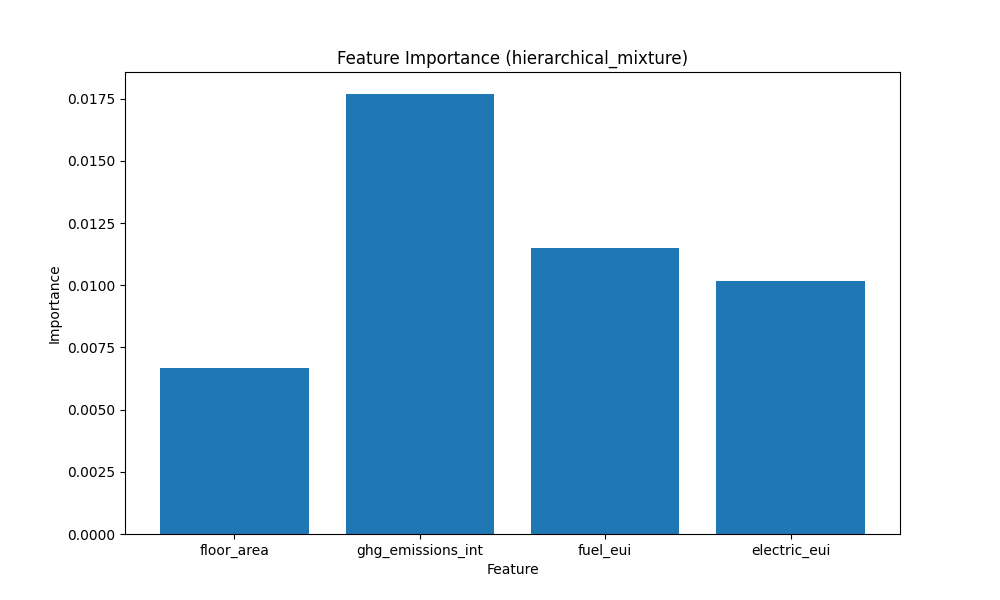 Feature Importance (hierarchical_mixture)
Importance
0.0175
0.0150
0.0125
0.0100
0.0075
0.0050
0.0025
0.0000
floor_area
ghg_emissions_int
fuel_eui
electric_eui
Feature